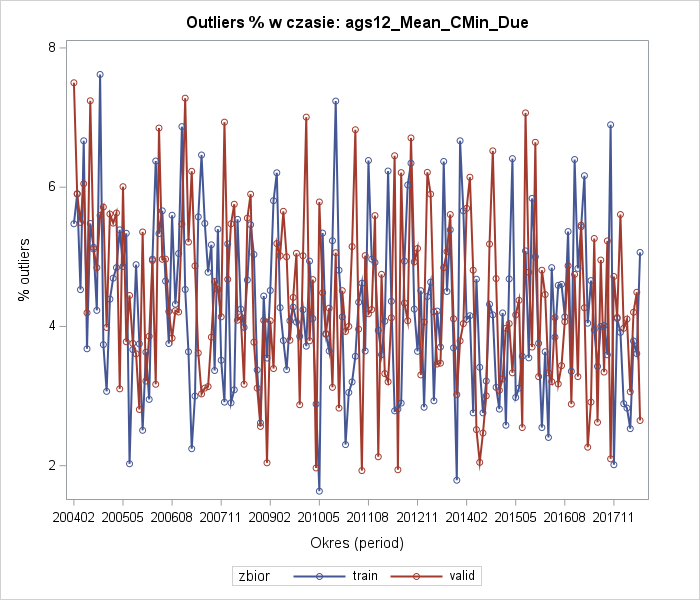 Outliers % w czasie: ags12_Mean_CMin_Due
% outliers
8
6
4
2
200402 200505 200608 200711 200902 201005 201108 201211 201402 201505 201608 201711
Okres (period)
zbior train valid